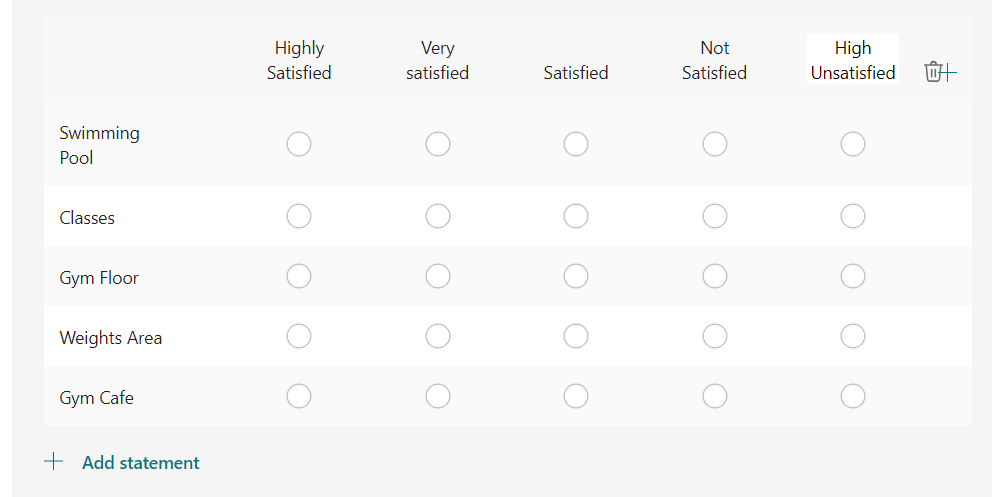 Highly Very Not High
Satisfied satisfied Satisfied Satisfied Unsatisfied
Swimming
Pool
Classes
Gym Floor
Weights Area
Gym Cafe
Add statement